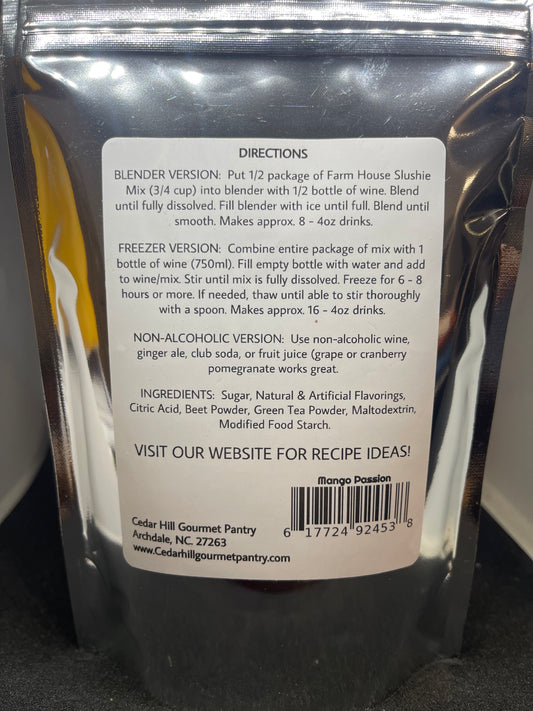 DIRECTIONS
BLENDER VERSION: Put 1/2 package of Farm House Slushie
Mix (3/4 cup) into blender with 1/2 bottle of wine. Blend
until fully dissolved. Fill blender with ice until full. Blend until
smooth. Makes approx. 8 - 4oz drinks.
FREEZER VERSION: Combine entire package of mix with 1
bottle of wine (750ml). Fill empty bottle with water and add
to wine/mix. Stir until mix is fully dissolved. Freeze for 6 - 8
hours or more. If needed, thaw until able to stir thoroughly
with a spoon. Makes approx. 16 - 4oz drinks.
NON-ALCOHOLIC VERSION: Use non-alcoholic wine,
ginger ale, club soda, or fruit juice (grape or cranberry
pomegranate works great.
INGREDIENTS: Sugar, Natural & Artificial Flavorings,
Citric Acid, Beet Powder, Green Tea Powder, Maltodextrin,
Modified Food Starch.
VISIT OUR WEBSITE FOR RECIPE IDEAS!
Mango Passion
6 17724 92453 8
Cedar Hill Gourmet Pantry
Archdale, NC. 27263
www.Cedarhillgourmetpantry.com